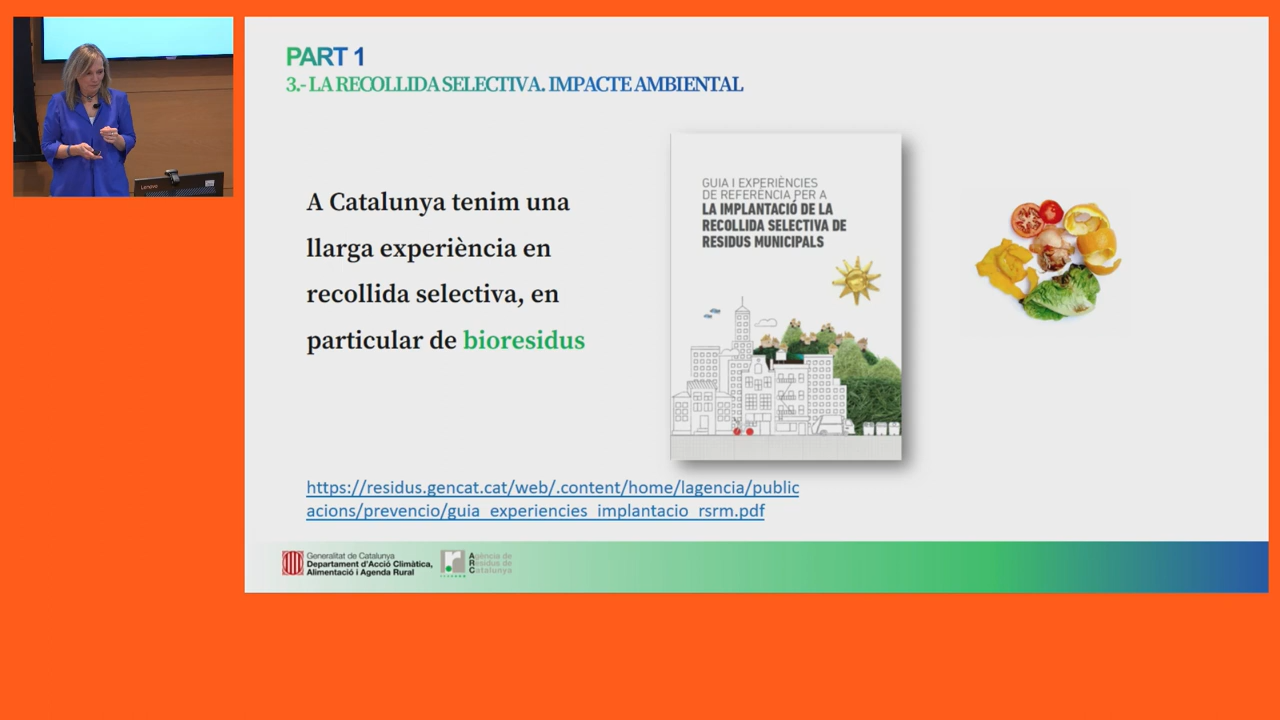 PART 1
3.- LA RECOLLIDA SELECTIVA. IMPACTE AMBIENTAL
A Catalunya tenim una
llarga experiència en
recollida selectiva, en
particular de bioresidus
GUIA I EXPERIÈNCIES
DE REFERÈNCIA PER A
LA IMPLANTACIÓ DE LA
RECOLLIDA SELECTIVA DE
RESIDUS MUNICIPALS
https://residus.gencat.cat/web/.content/home/lagencia/public
acions/prevencio/guia_experiencies_implantacio_rsrm.pdf
Generalitat de Catalunya
Departament d'Acció Climàtica,
Alimentació i Agenda Rural
Agència de
Residus de
Catalunya
Lenovo